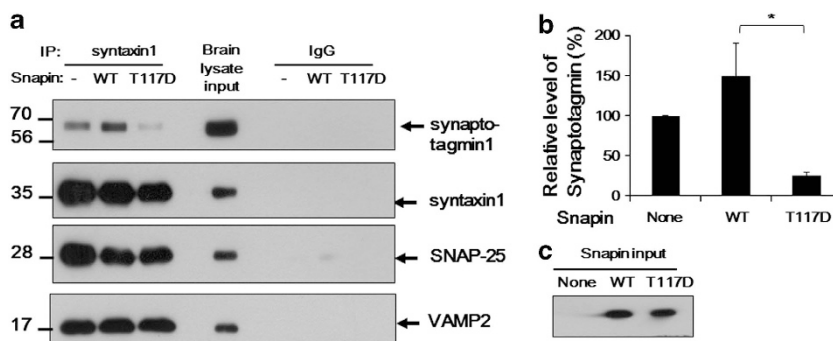 a
IP: syntaxin1 Brain lysate input IgG
Snapin: - WT T117D - WT T117D
70
56
synapto-
tagmin1
35
syntaxin1
28
SNAP-25
17
VAMP2
b
Relative level of
Synaptotagmin (%)
200
150
100
50
0
*
Snapin None WT T117D
c
Snapin input
None WT T117D